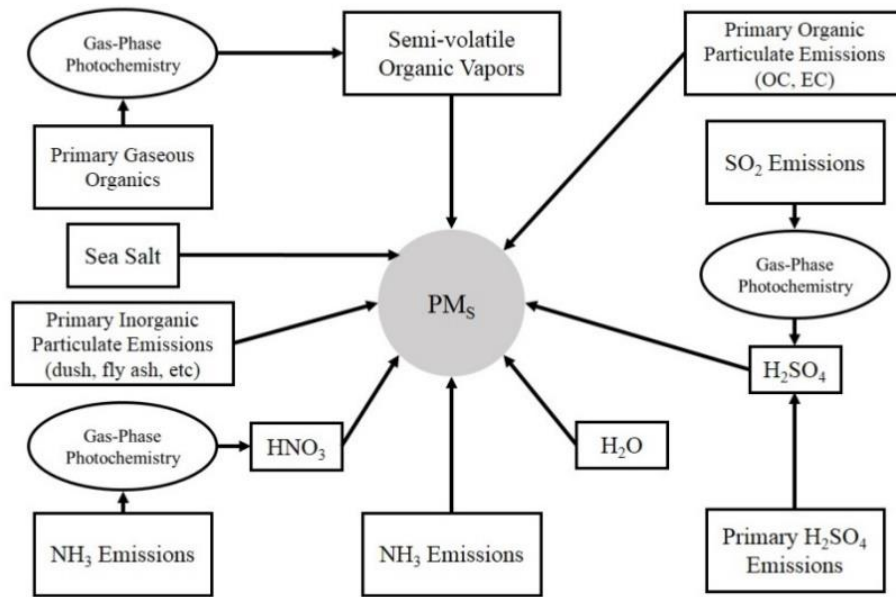 Gas-Phase
Photochemistry
Semi-volatile
Organic Vapors
Primary Organic
Particulate Emissions
(OC, EC)
Primary Gaseous
Organics
SO₂ Emissions
Sea Salt
Gas-Phase
Photochemistry
PMₛ
Primary Inorganic
Particulate Emissions
(dush, fly ash, etc)
H₂SO₄
Gas-Phase
Photochemistry
HNO₃
H₂O
NH₃ Emissions
NH₃ Emissions
Primary H₂SO₄
Emissions